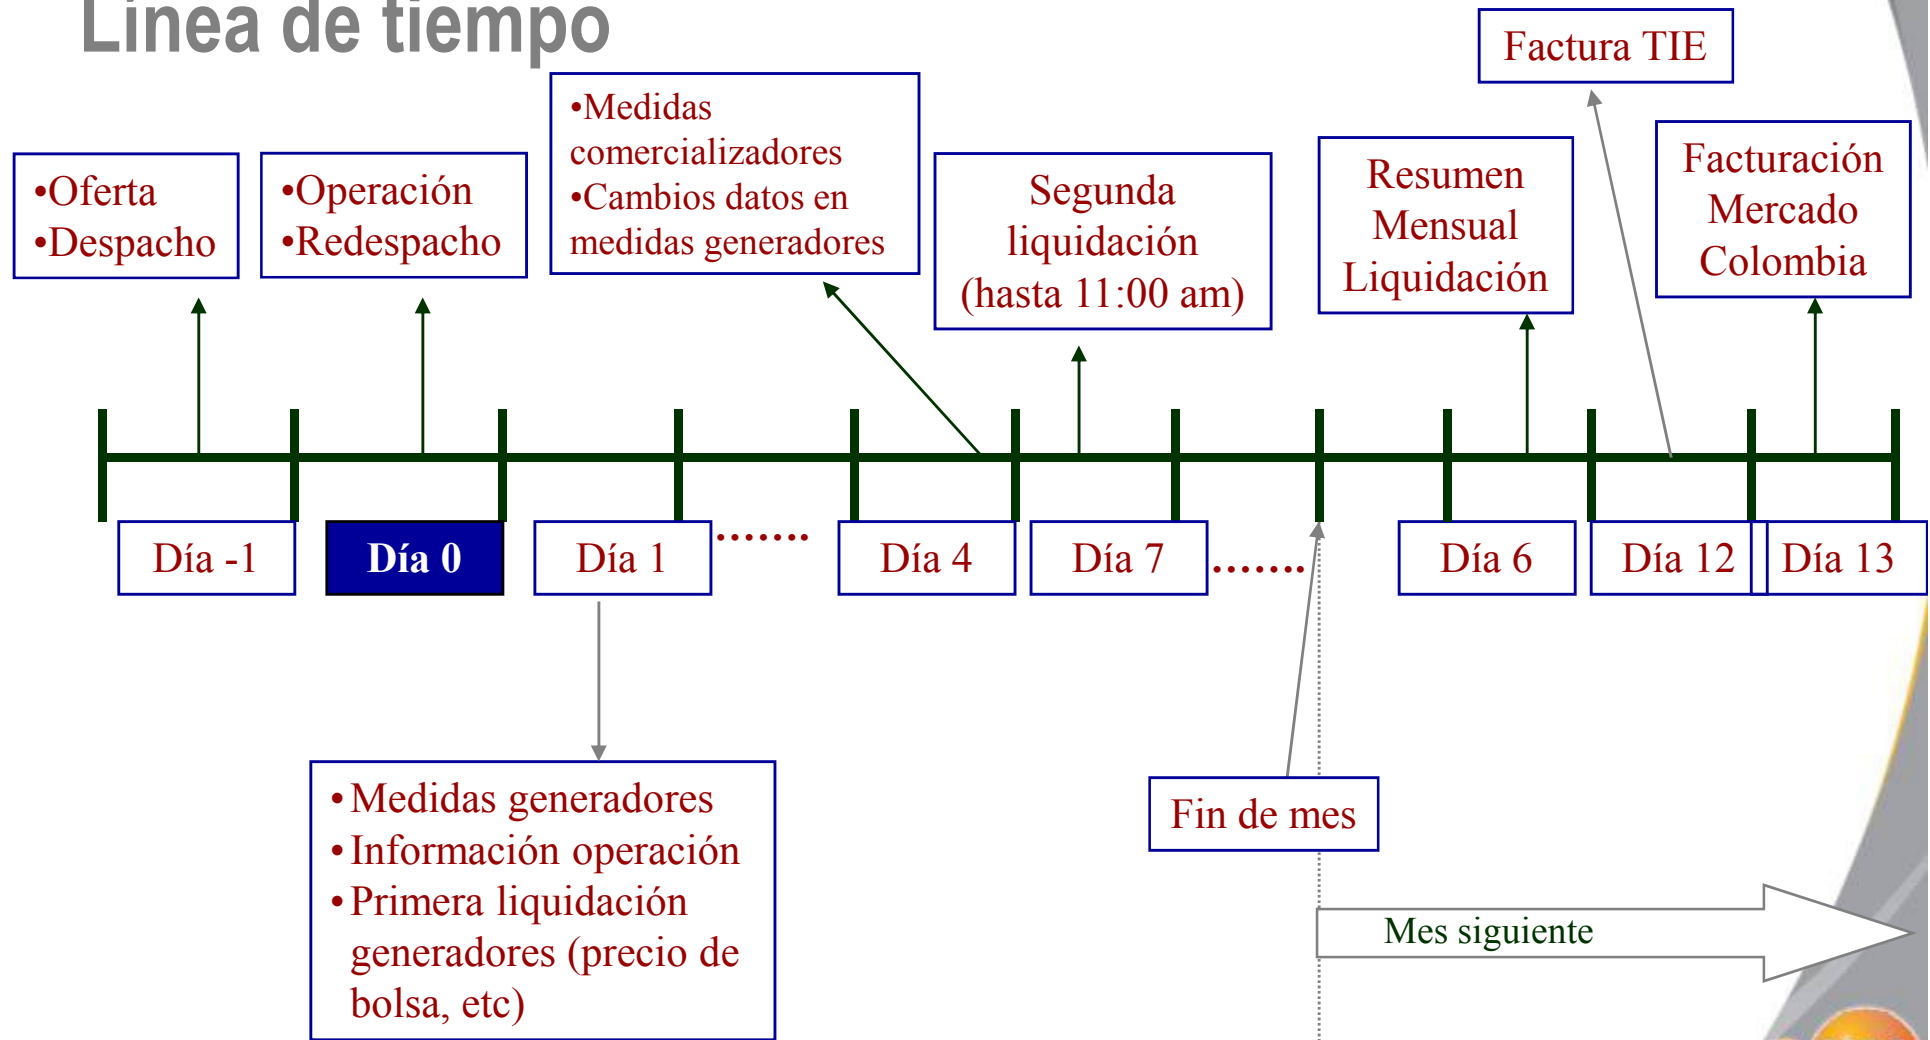 Línea de tiempo
Factura TIE
•Medidas
comercializadores
•Cambios datos en
medidas generadores
•Oferta
•Despacho
•Operación
•Redespacho
Segunda
liquidación
(hasta 11:00 am)
Resumen
Mensual
Liquidación
Facturación
Mercado
Colombia
Día -1
Día 0
Día 1
.......
Día 4
Día 7
.......
Día 6
Día 12
Día 13
•Medidas generadores
•Información operación
•Primera liquidación
generadores (precio de
bolsa, etc)
Fin de mes
Mes siguiente